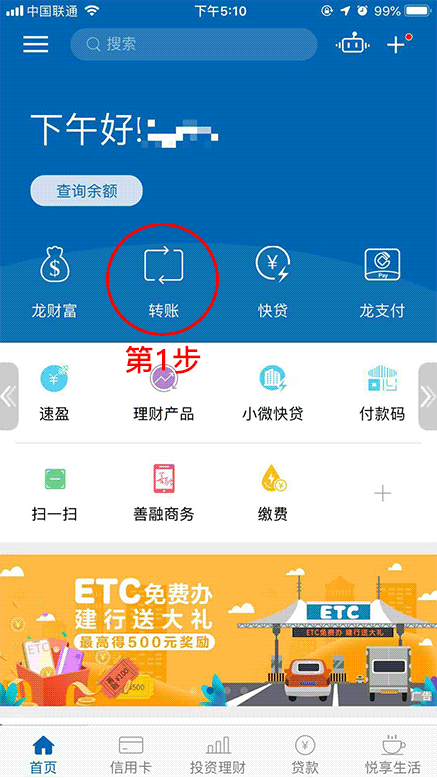 中国联通 下午5:10 99%
搜索
下午好!
查询余额
¥ ¥ Pay
龙财富 转账 快贷 龙支付
第1步
¥
速盈 理财产品 小微快贷 付款码
扫一扫 善融商务 缴费
ETC免费办
建行送大礼
最高得500元奖励
ETC
ETC免费办 建行送大礼
广告
首页 信用卡 投资理财 贷款 悦享生活